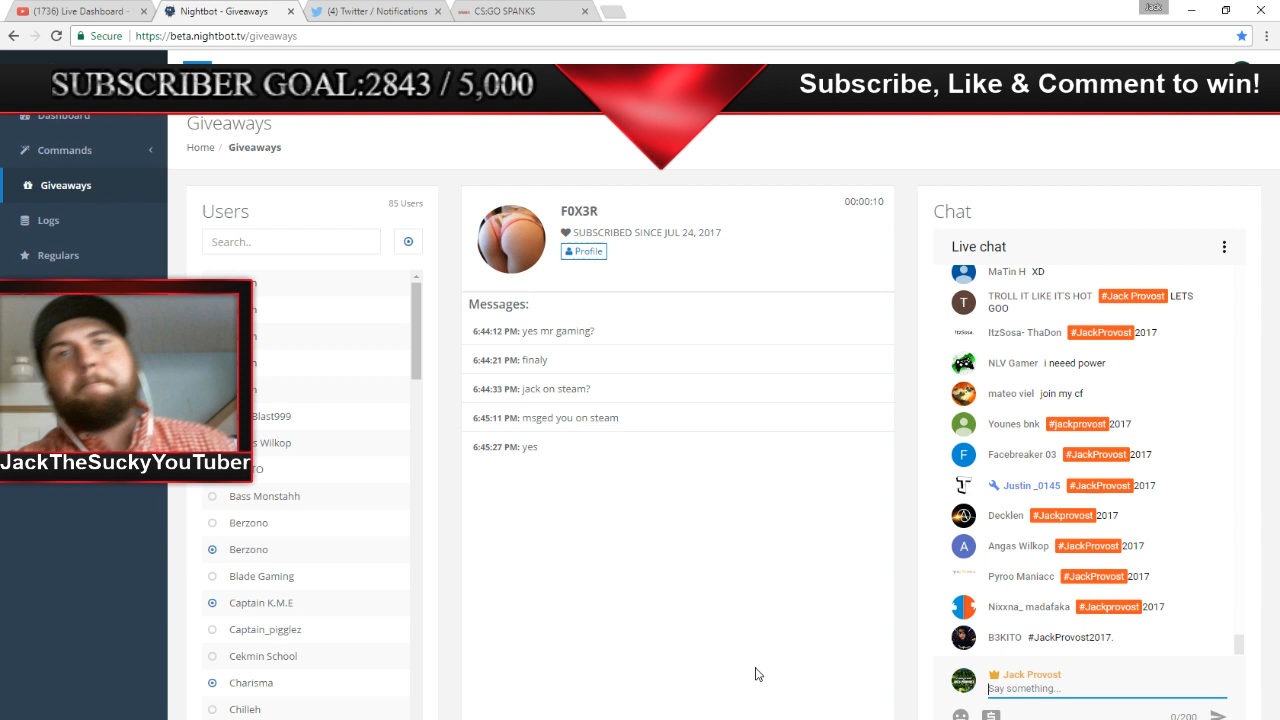 (1736) Live Dashboard -
Nightbot - Giveaways
(4) Twitter / Notifications
CS:GO SPANKS
Jack
Secure
https://beta.nightbot.tv/giveaways
SUBSCRIBER GOAL:2843 / 5,000
Subscribe, Like & Comment to win!
Dashboard
Commands
Giveaways
Logs
Regulars
Giveaways
Home / Giveaways
Users
85 Users
Search..
Blast999
s Wilkop
TO
Bass Monstahh
Berzono
Berzono
Blade Gaming
Captain K.M.E
Captain_pigglez
Cekmin School
Charisma
Chilleh
JackTheSuckyYouTuber
F0X3R
00:00:10
SUBSCRIBED SINCE JUL 24, 2017
Profile
Messages:
6:44:12 PM: yes mr gaming?
6:44:21 PM: finaly
6:44:33 PM: jack on steam?
6:45:11 PM: msged you on steam
6:45:27 PM: yes
Chat
Live chat
MaTin H XD
TROLL IT LIKE IT'S HOT #Jack Provost LETS
GOO
ItzSosa- ThaDon #JackProvost2017
NLV Gamer i neeed power
mateo viel join my cf
Younes bnk #jackprovost2017
Facebreaker 03 #JackProvost2017
Justin _0145 #JackProvost2017
Decklen #Jackprovost2017
Angas Wilkop #JackProvost2017
Pyroo Maniacc #JackProvost2017
Nixxna_ madafaka #Jackprovost2017
B3KITO #JackProvost2017.
Jack Provost
Say something...
0/200